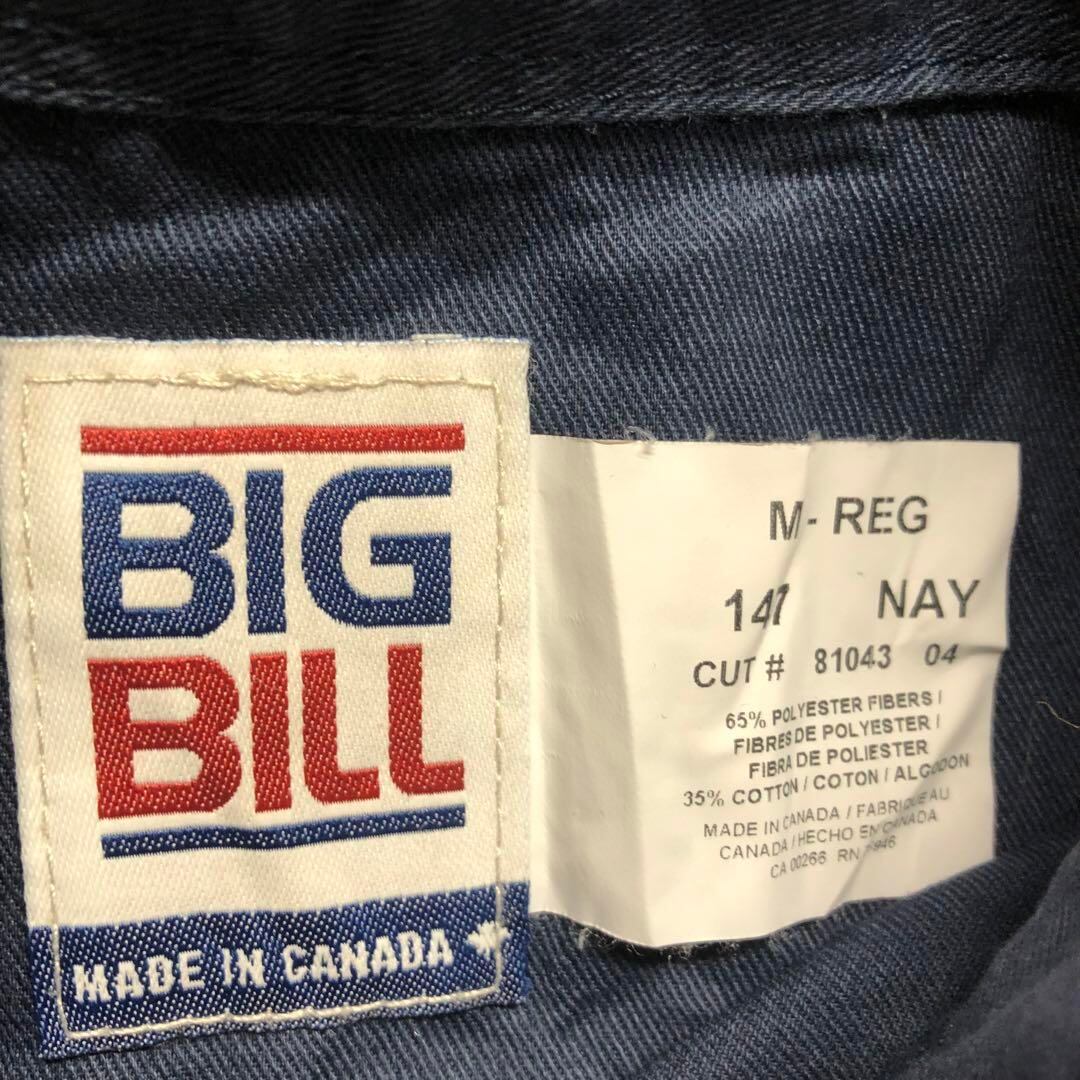 BIG
BILL
MADE IN CANADA
M- REG
147 NAY
CUT # 81043 04
65% POLYESTER FIBERS /
FIBRES DE POLYESTER /
FIBRA DE POLIESTER
35% COTTON / COTON / ALGODON
MADE IN CANADA / FABRIQUE AU
CANADA / HECHO EN CANADA
CA 00266 RN